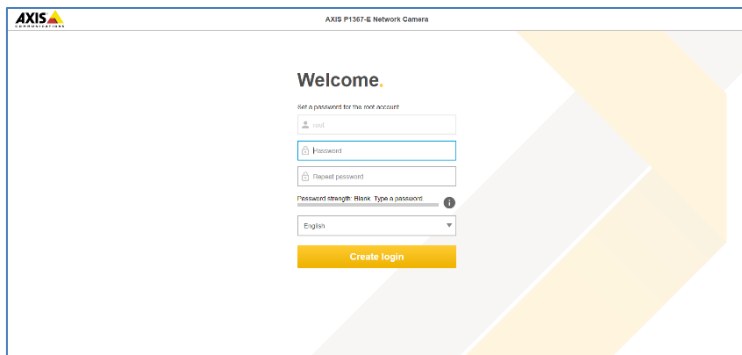 AXIS
COMMUNICATIONS
AXIS P1367-E Network Camera
Welcome.
Set a password for the root account
root
Password
Repeat password
Password strength: Blank. Type a password.
i
English
Create login